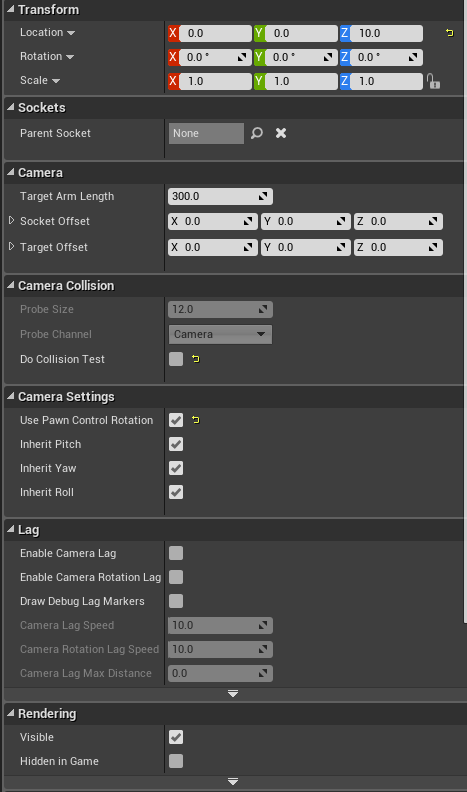 Transform
Location X 0.0 Y 0.0 Z 10.0
Rotation X 0.0 ° Y 0.0 ° Z 0.0 °
Scale X 1.0 Y 1.0 Z 1.0
Sockets
Parent Socket None
Camera
Target Arm Length 300.0
Socket Offset X 0.0 Y 0.0 Z 0.0
Target Offset X 0.0 Y 0.0 Z 0.0
Camera Collision
Probe Size 12.0
Probe Channel Camera
Do Collision Test
Camera Settings
Use Pawn Control Rotation
Inherit Pitch
Inherit Yaw
Inherit Roll
Lag
Enable Camera Lag
Enable Camera Rotation Lag
Draw Debug Lag Markers
Camera Lag Speed 10.0
Camera Rotation Lag Speed 10.0
Camera Lag Max Distance 0.0
Rendering
Visible
Hidden in Game